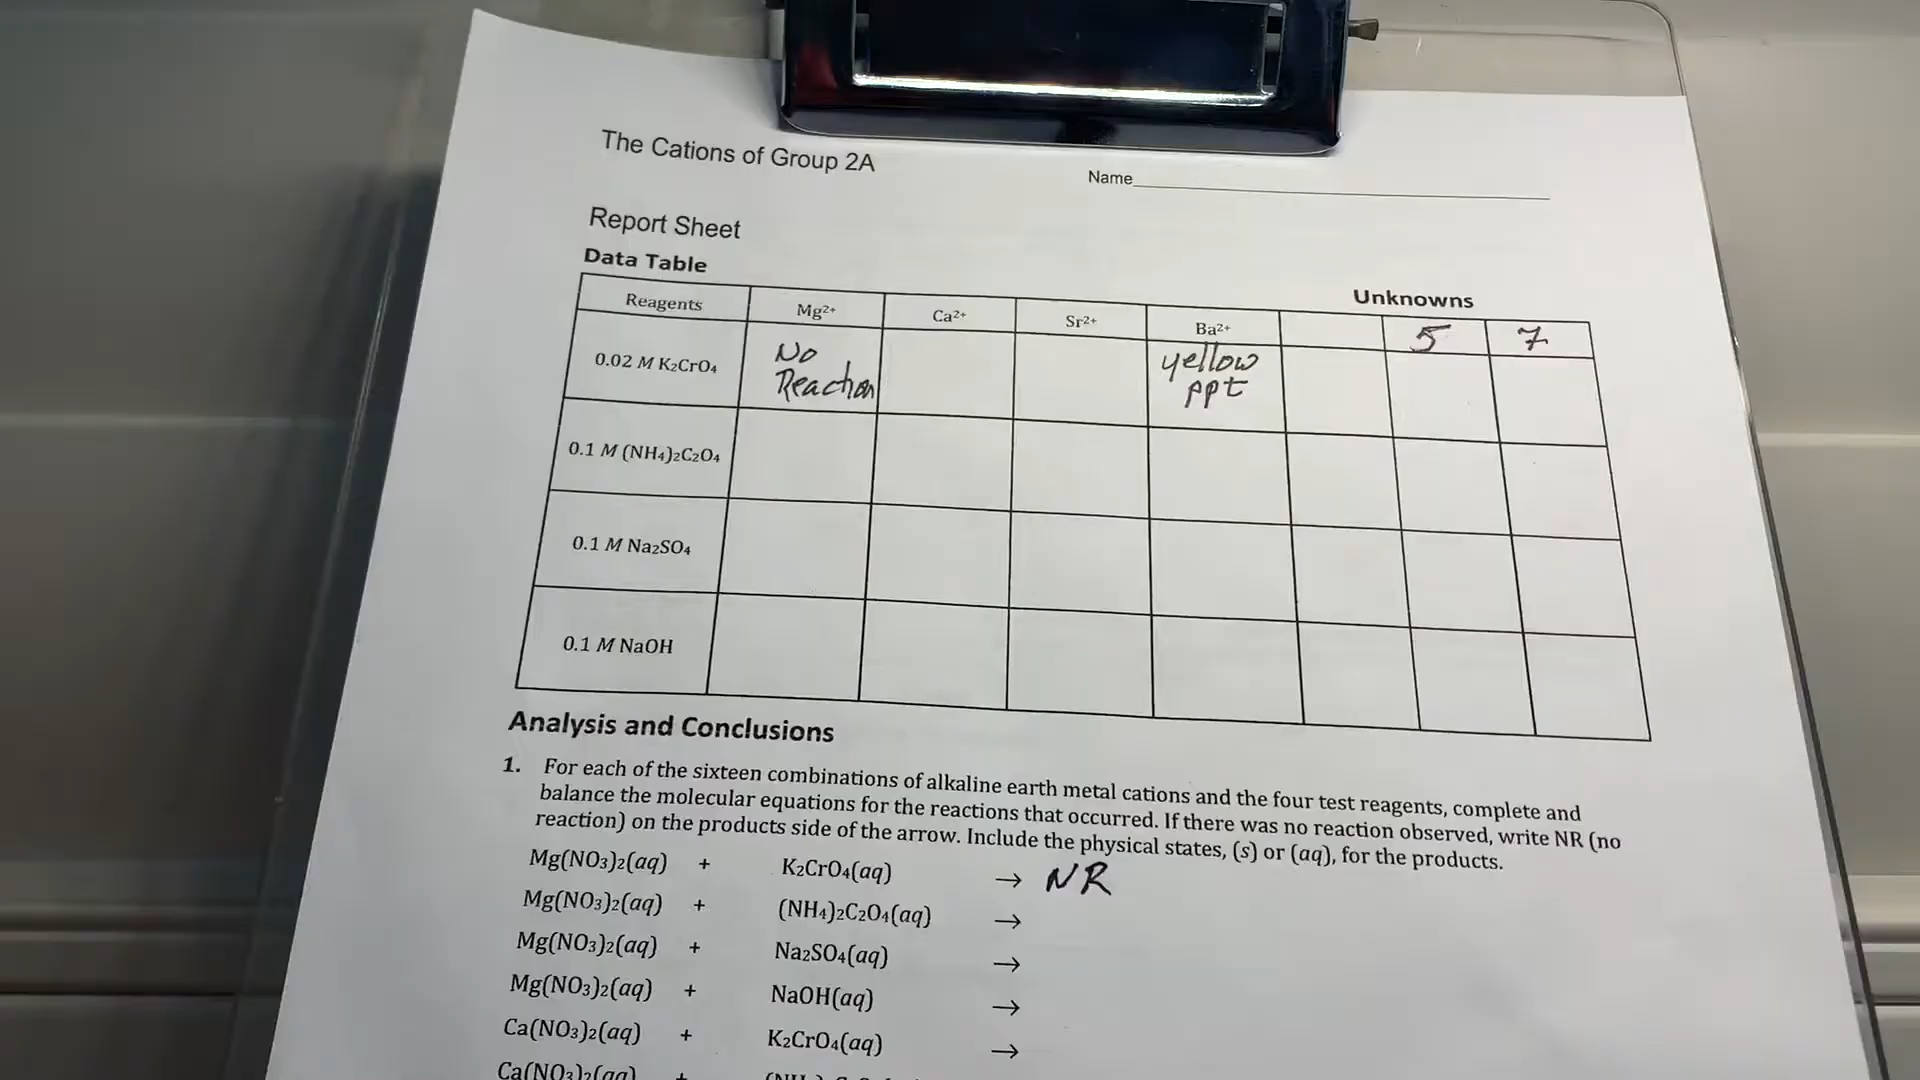 The Cations of Group 2A
Name
Report Sheet
Data Table
Unknowns
Reagents Mg²⁺ Ca²⁺ Sr²⁺ Ba²⁺ 5 7
0.02 M K₂CrO₄ No Reaction yellow ppt
0.1 M (NH₄)₂C₂O₄
0.1 M Na₂SO₄
0.1 M NaOH
Analysis and Conclusions
1. For each of the sixteen combinations of alkaline earth metal cations and the four test reagents, complete and
balance the molecular equations for the reactions that occurred. If there was no reaction observed, write NR (no
reaction) on the products side of the arrow. Include the physical states, (s) or (aq), for the products.
Mg(NO₃)₂(aq) + K₂CrO₄(aq) → NR
Mg(NO₃)₂(aq) + (NH₄)₂C₂O₄(aq) →
Mg(NO₃)₂(aq) + Na₂SO₄(aq) →
Mg(NO₃)₂(aq) + NaOH(aq) →
Ca(NO₃)₂(aq) + K₂CrO₄(aq) →
Ca(NO₃)₂(aq) +